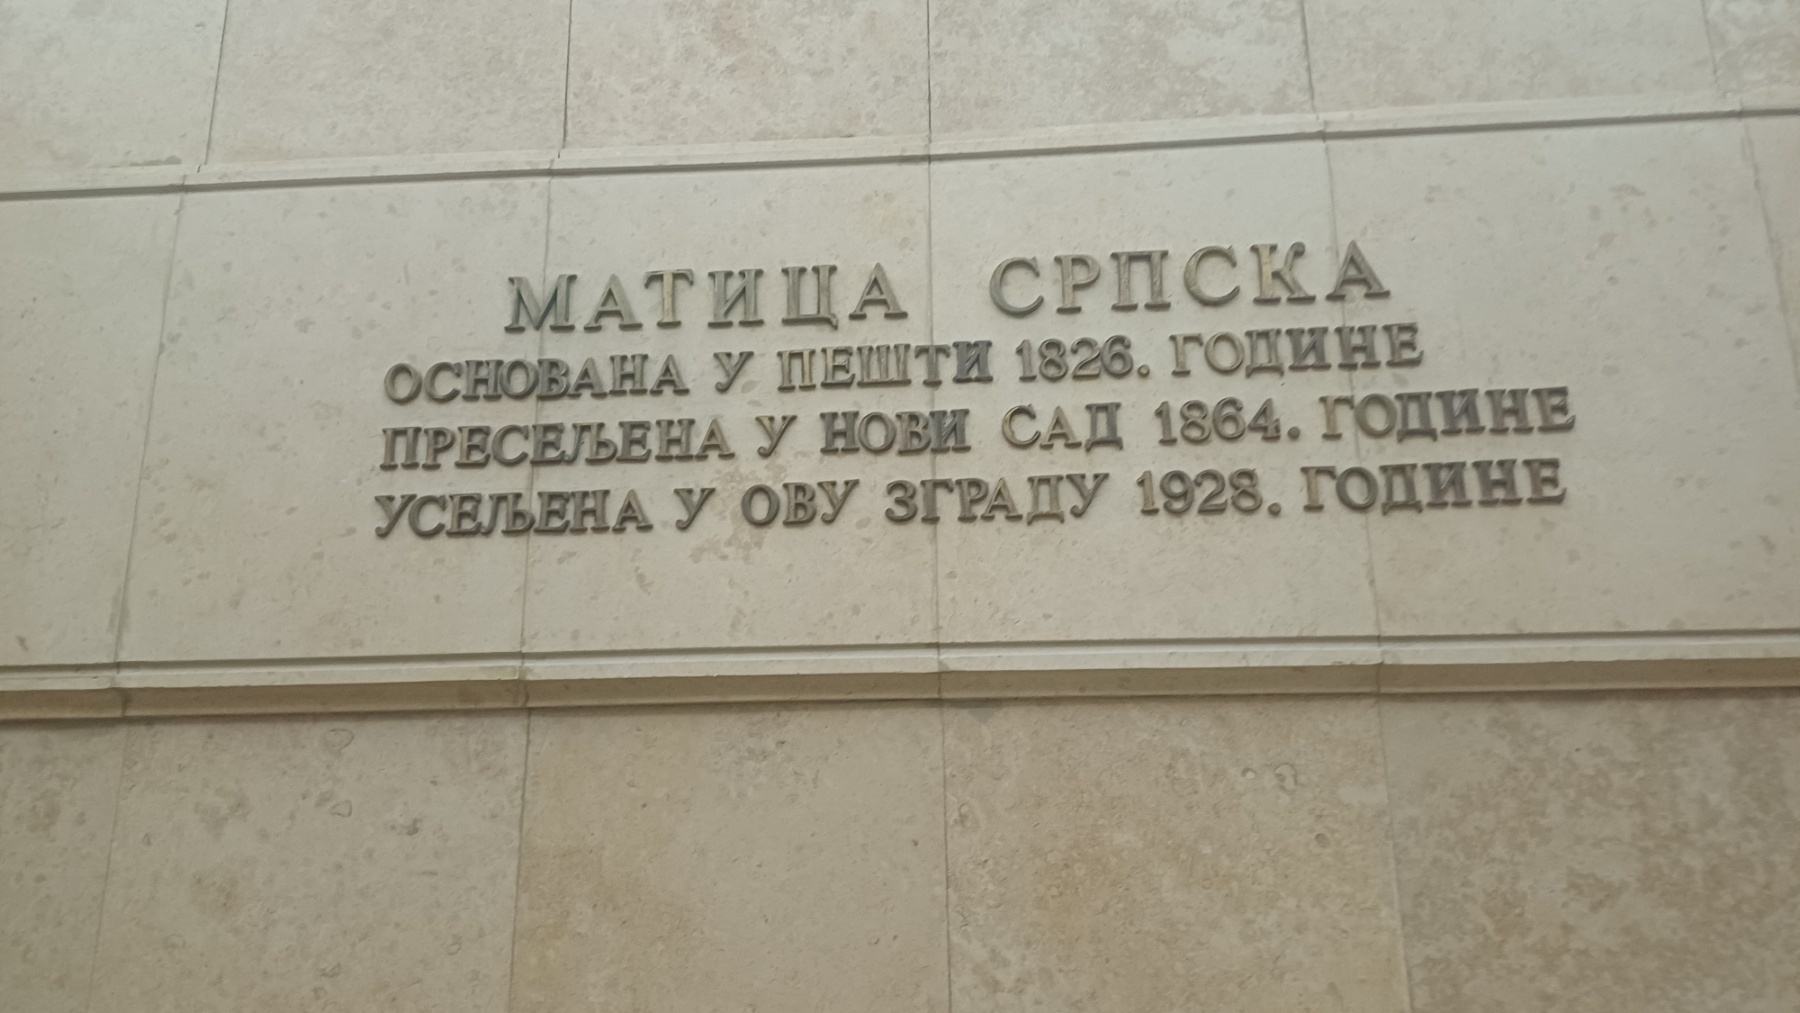 МАТИЦА СРПСКА
ОСНОВАНА У ПЕШТИ 1826. ГОДИНЕ
ПРЕСЕЉЕНА У НОВИ САД 1864. ГОДИНЕ
УСЕЉЕНА У ОВУ ЗГРАДУ 1928. ГОДИНЕ